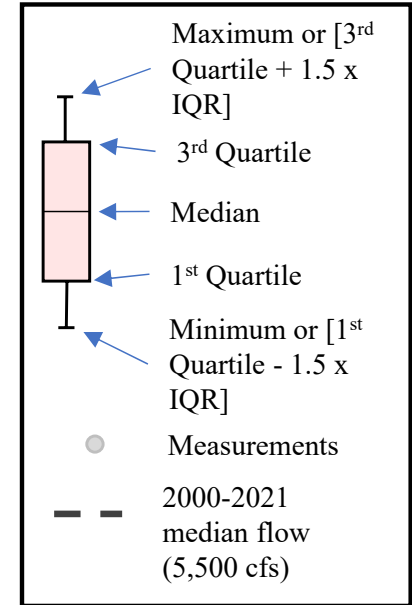 Maximum or [3rd
Quartile + 1.5 x
IQR]
3rd Quartile
Median
1st Quartile
Minimum or [1st
Quartile - 1.5 x
IQR]
Measurements
2000-2021
median flow
(5,500 cfs)